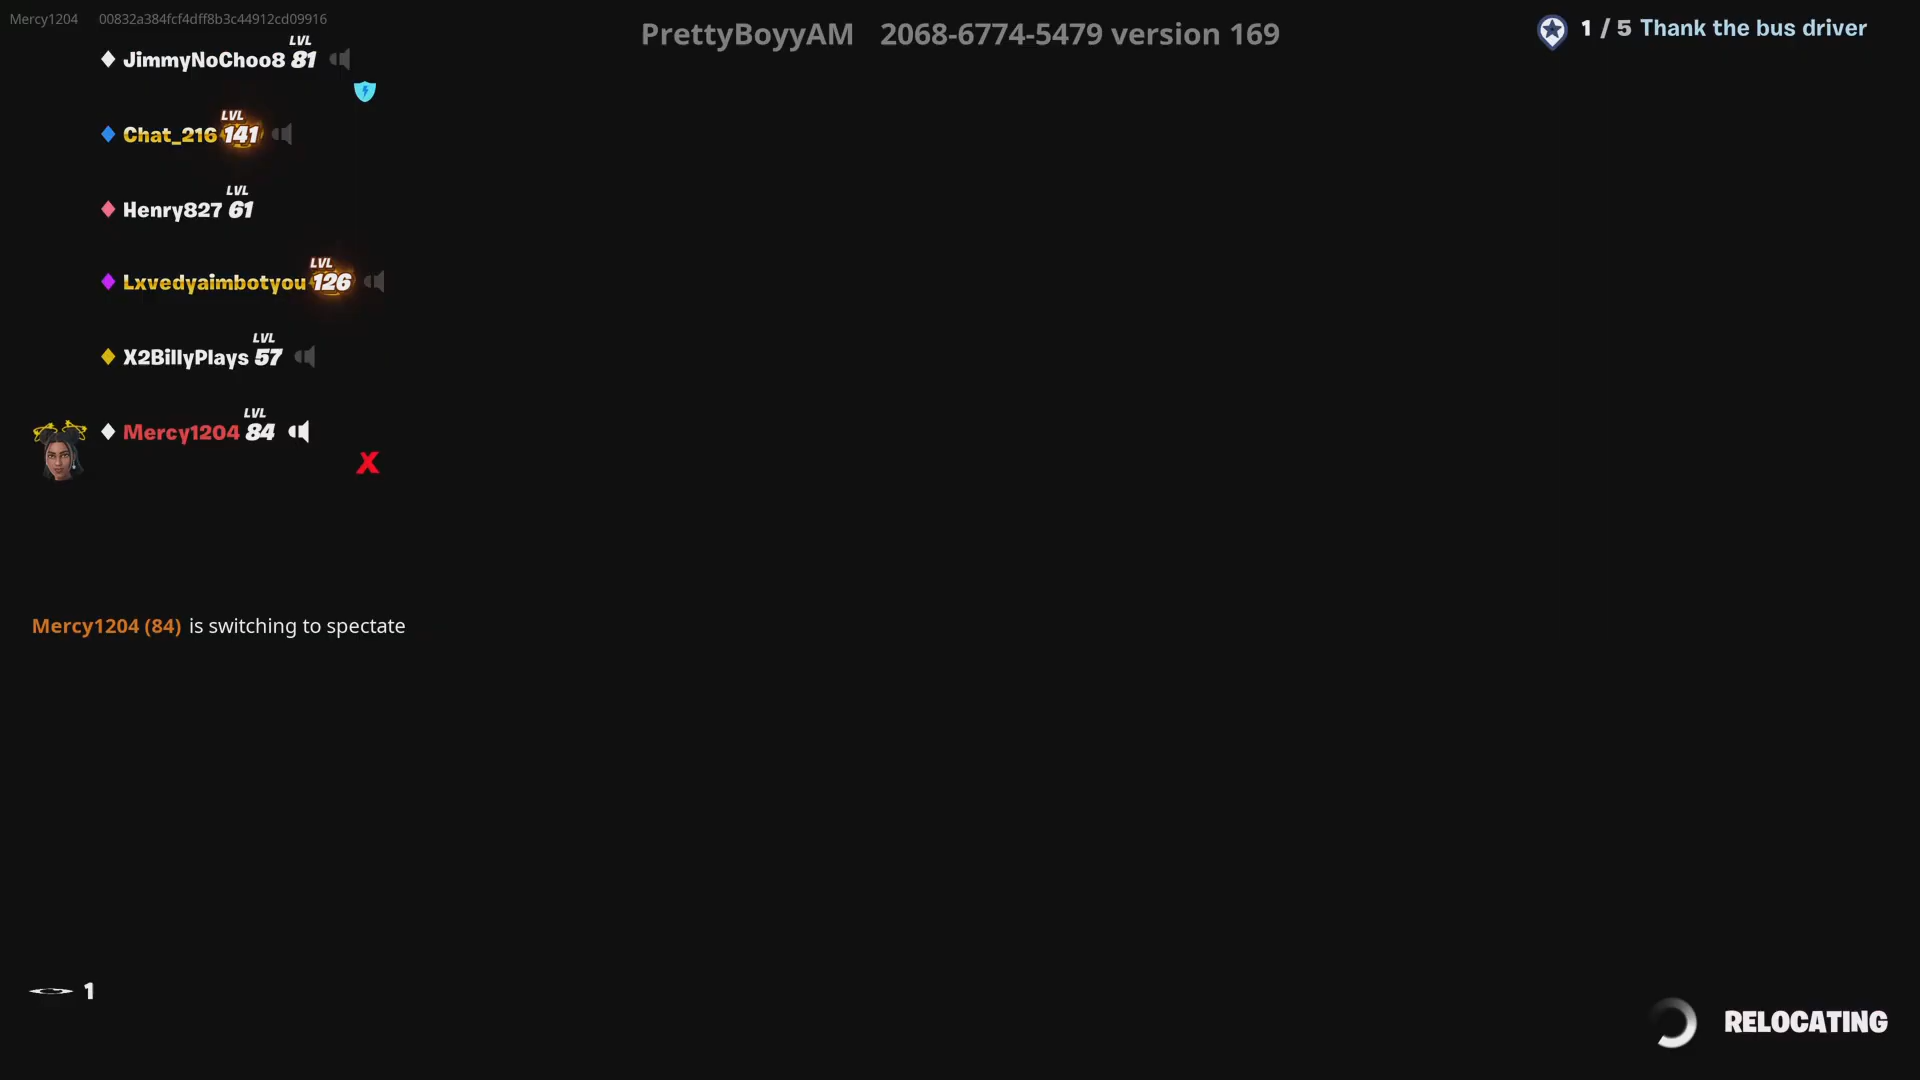 Mercy1204 00832a384fcf4dff8b3c44912cd09916
PrettyBoyyAM 2068-6774-5479 version 169
1 / 5 Thank the bus driver
LVL
JimmyNoChoo8 81
LVL
Chat_216 141
LVL
Henry827 61
LVL
Lxvedyaimbotyou 126
LVL
X2BillyPlays 57
LVL
Mercy1204 84
X
Mercy1204 (84) is switching to spectate
1
RELOCATING